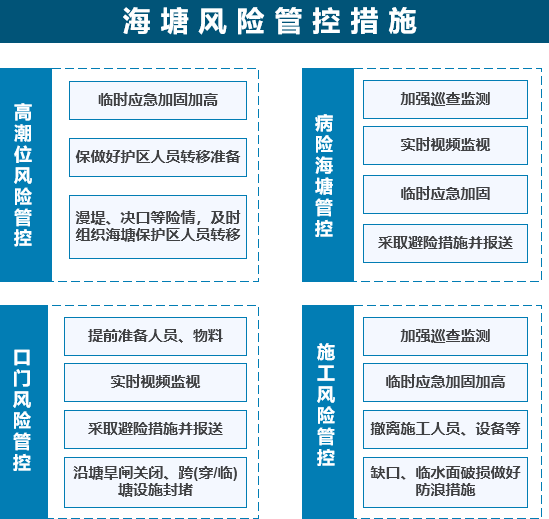 海塘风险管控措施
高潮位风险管控
临时应急加固加高
保做好护区人员转移准备
漫堤、决口等险情，及时
组织海塘保护区人员转移
病险海塘管控
加强巡查监测
实时视频监视
临时应急加固
采取避险措施并报送
口门风险管控
提前准备人员、物料
实时视频监视
采取避险措施并报送
沿塘旱闸关闭、跨(穿/临)
塘设施封堵
施工风险管控
加强巡查监测
临时应急加固加高
撤离施工人员、设备等
缺口、临水面破损做好
防浪措施